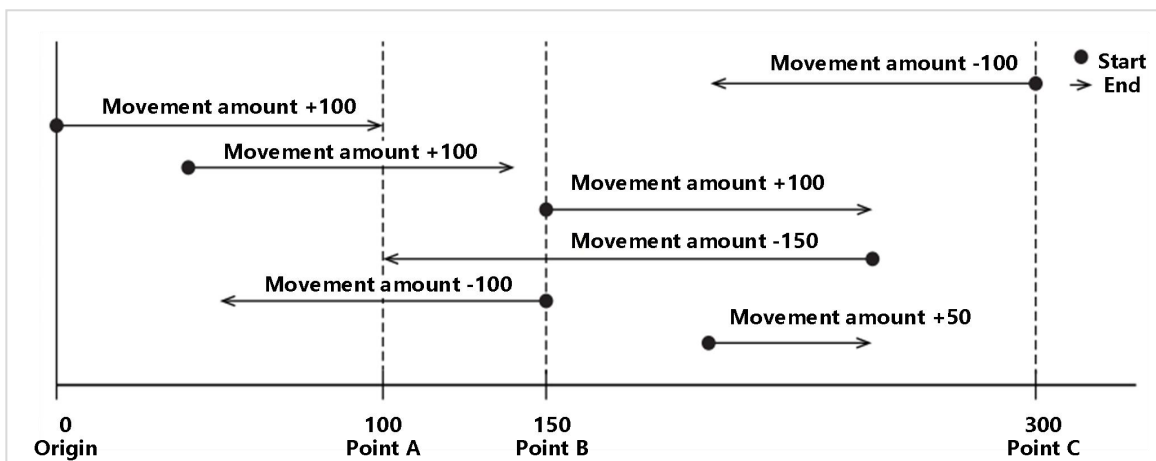 Movement amount -100
Start
End
Movement amount +100
Movement amount +100
Movement amount +100
Movement amount -150
Movement amount -100
Movement amount +50
0
100
150
300
Origin
Point A
Point B
Point C